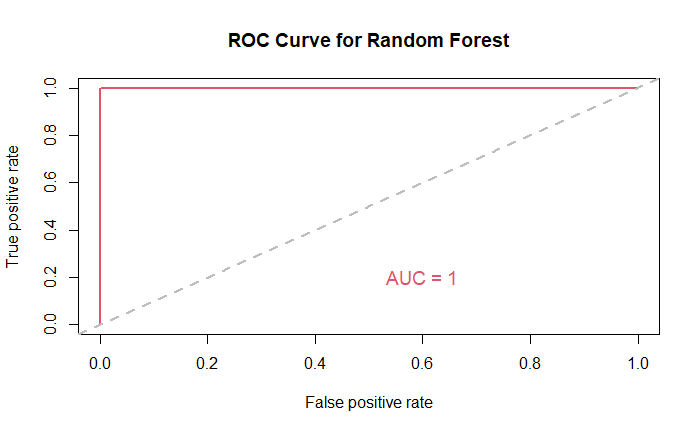 ROC Curve for Random Forest
True positive rate
1.0
0.8
0.6
0.4
0.2
0.0
AUC = 1
0.0 0.2 0.4 0.6 0.8 1.0
False positive rate